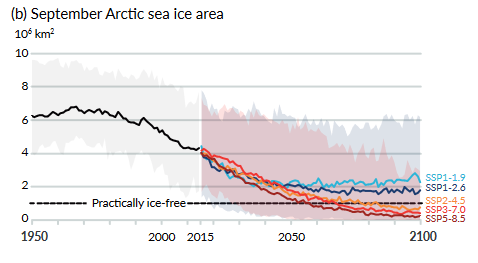 (b) September Arctic sea ice area
10⁶ km²
10
8
6
4
2
0
Practically ice-free
SSP1-1.9
SSP1-2.6
SSP2-4.5
SSP3-7.0
SSP5-8.5
1950 2000 2015 2050 2100